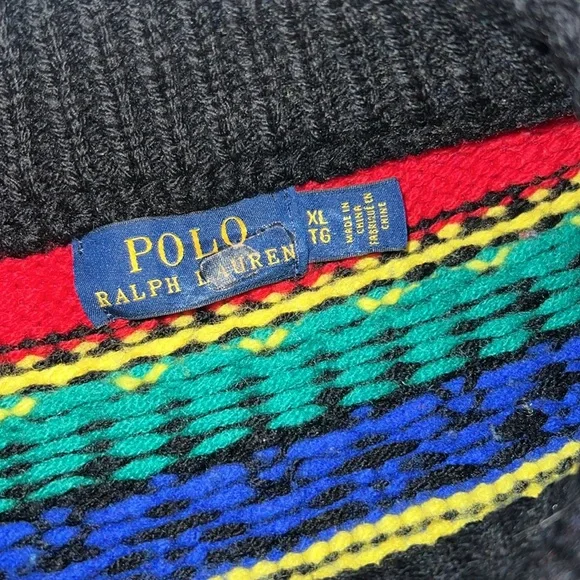 POLO
RALPH LAUREN
XL
TG
MADE IN
CHINA
FABRIQUÉ EN
CHINE